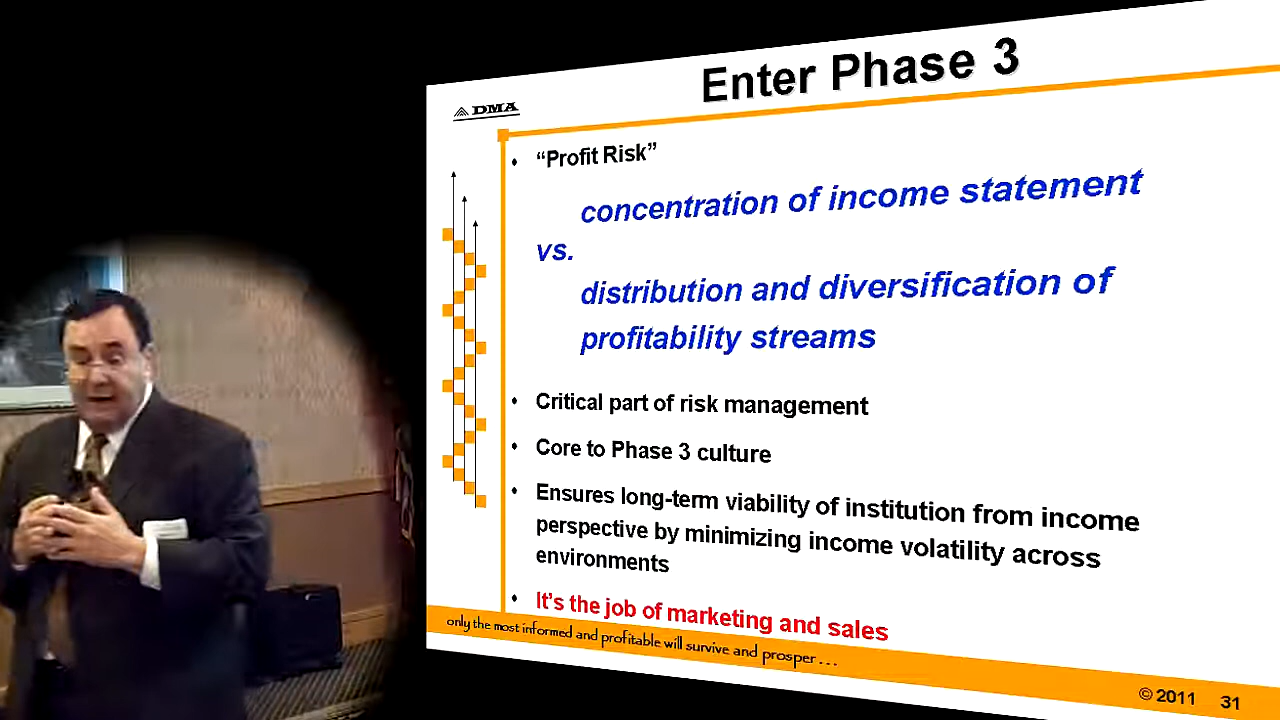 Enter Phase 3
DMA
• “Profit Risk”
concentration of income statement
vs.
distribution and diversification of
profitability streams
• Critical part of risk management
• Core to Phase 3 culture
• Ensures long-term viability of institution from income
perspective by minimizing income volatility across
environments
• It's the job of marketing and sales
only the most informed and profitable will survive and prosper . . .
© 2011 31